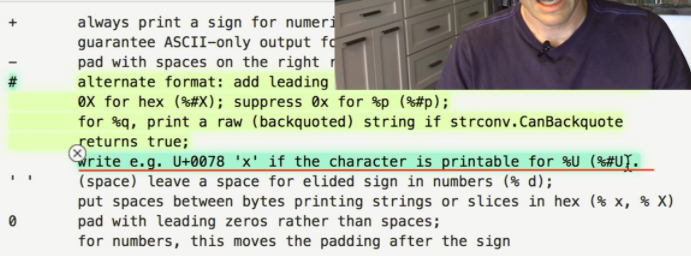 + always print a sign for numeri
guarantee ASCII-only output fo
- pad with spaces on the right r
# alternate format: add leading
0X for hex (%#X); suppress 0x for %p (%#p);
for %q, print a raw (backquoted) string if strconv.CanBackquote
returns true;
write e.g. U+0078 'x' if the character is printable for %U (%#U).
' ' (space) leave a space for elided sign in numbers (% d);
put spaces between bytes printing strings or slices in hex (% x, % X)
0 pad with leading zeros rather than spaces;
for numbers, this moves the padding after the sign